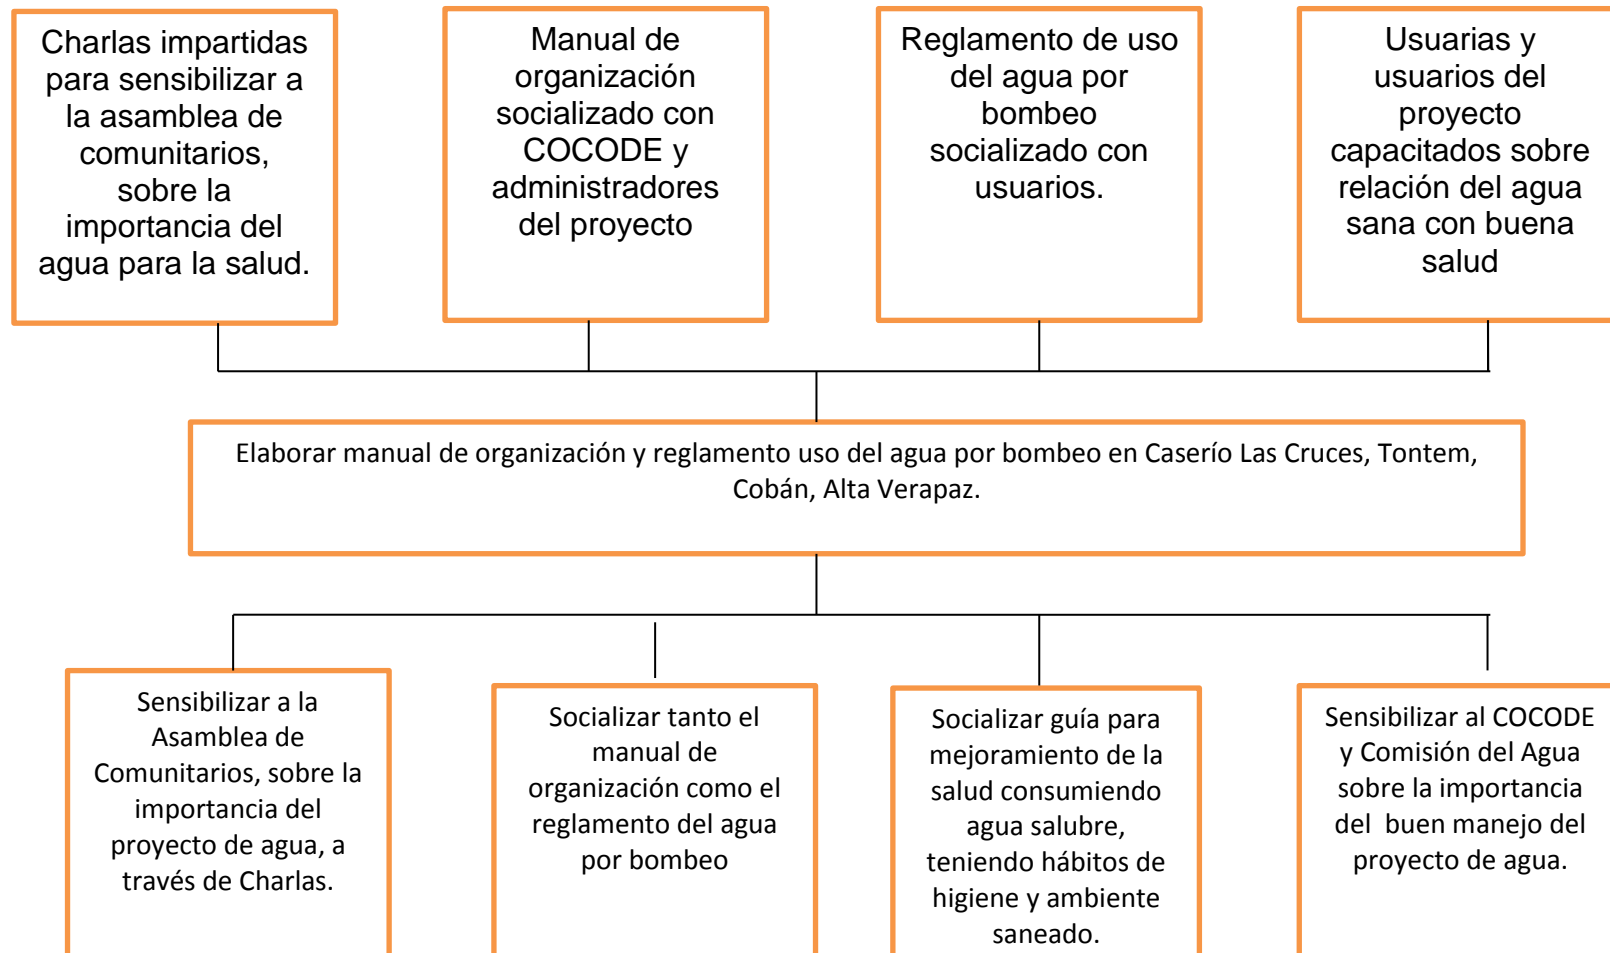 Charlas impartidas
para sensibilizar a
la asamblea de
comunitarios,
sobre la
importancia del
agua para la salud.
Manual de
organización
socializado con
COCODE y
administradores
del proyecto
Reglamento de uso
del agua por
bombeo
socializado con
usuarios.
Usuarias y
usuarios del
proyecto
capacitados sobre
relación del agua
sana con buena
salud
Elaborar manual de organización y reglamento uso del agua por bombeo en Caserío Las Cruces, Tontem,
Cobán, Alta Verapaz.
Sensibilizar a la
Asamblea de
Comunitarios, sobre la
importancia del
proyecto de agua, a
través de Charlas.
Socializar tanto el
manual de
organización como el
reglamento del agua
por bombeo
Socializar guía para
mejoramiento de la
salud consumiendo
agua salubre,
teniendo hábitos de
higiene y ambiente
saneado.
Sensibilizar al COCODE
y Comisión del Agua
sobre la importancia
del  buen manejo del
proyecto de agua.